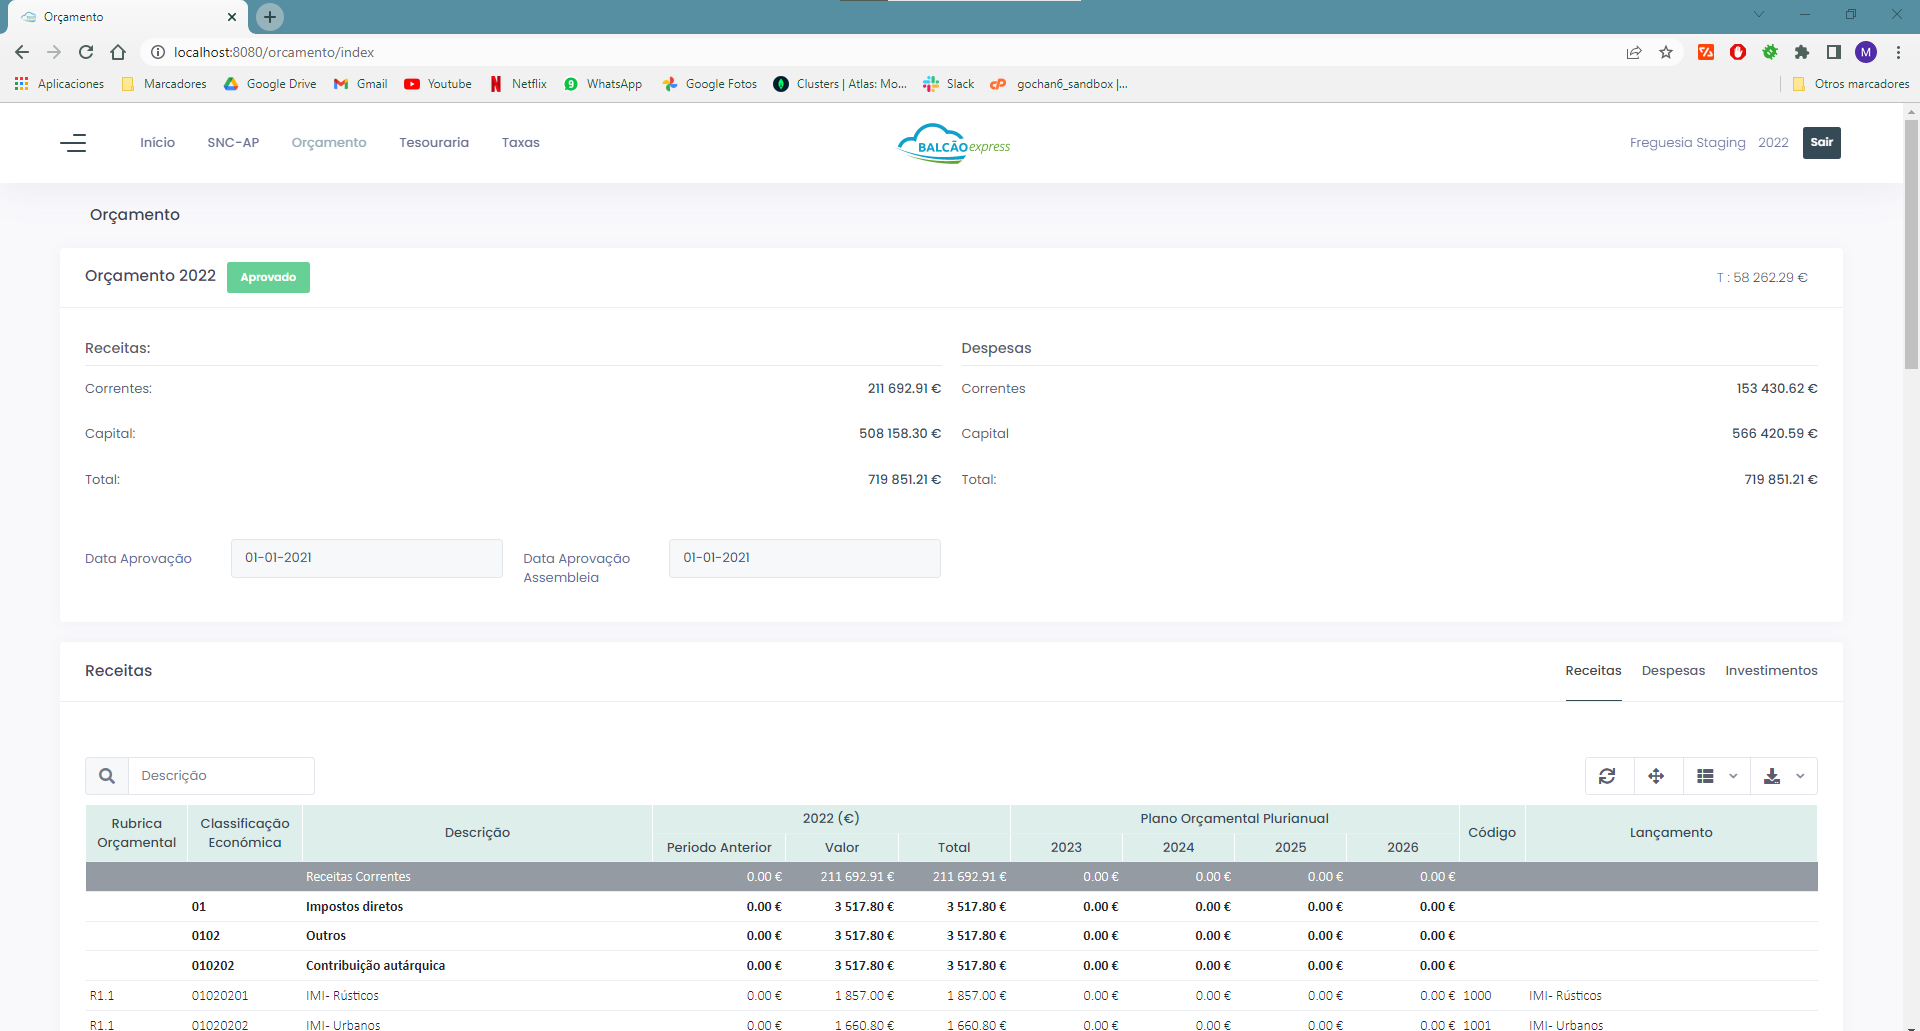 Orçamento
localhost:8080/orcamento/index
M
Aplicaciones Marcadores Google Drive Gmail Youtube Netflix WhatsApp Google Fotos Clusters | Atlas: Mo... Slack gochan6_sandbox |... Otros marcadores
Início SNC-AP Orçamento Tesouraria Taxas BALCÃOexpress Freguesia Staging 2022 Sair
Orçamento
Orçamento 2022 Aprovado T : 58 262.29 €
Receitas: Despesas
Correntes: 211 692.91 € Correntes 153 430.62 €
Capital: 508 158.30 € Capital 566 420.59 €
Total: 719 851.21 € Total: 719 851.21 €
Data Aprovação 01-01-2021 Data Aprovação Assembleia 01-01-2021
Receitas Receitas Despesas Investimentos
Descrição
Rubrica Orçamental Classificação Económica Descrição 2022 (€) Plano Orçamental Plurianual Código Lançamento
Periodo Anterior Valor Total 2023 2024 2025 2026
Receitas Correntes 0.00 € 211 692.91 € 211 692.91 € 0.00 € 0.00 € 0.00 € 0.00 €
01 Impostos diretos 0.00 € 3 517.80 € 3 517.80 € 0.00 € 0.00 € 0.00 € 0.00 €
0102 Outros 0.00 € 3 517.80 € 3 517.80 € 0.00 € 0.00 € 0.00 € 0.00 €
010202 Contribuição autárquica 0.00 € 3 517.80 € 3 517.80 € 0.00 € 0.00 € 0.00 € 0.00 €
R1.1 01020201 IMI- Rústicos 0.00 € 1 857.00 € 1 857.00 € 0.00 € 0.00 € 0.00 € 0.00 € 1000 IMI- Rústicos
R1.1 01020202 IMI- Urbanos 0.00 € 1 660.80 € 1 660.80 € 0.00 € 0.00 € 0.00 € 0.00 € 1001 IMI- Urbanos